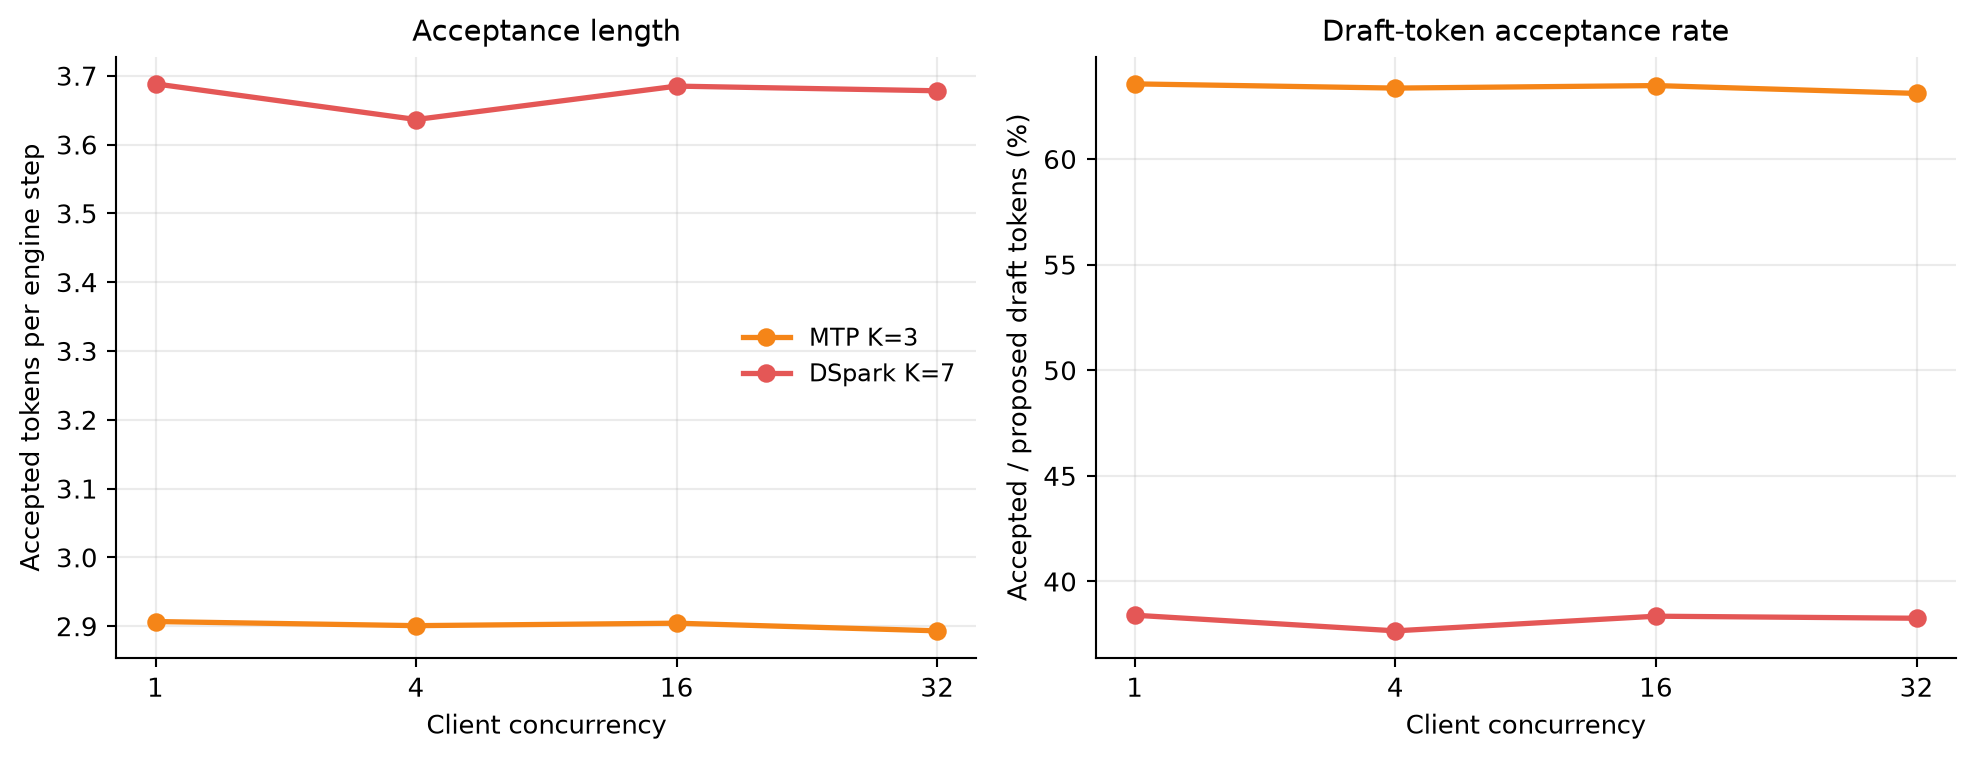 Acceptance length
Accepted tokens per engine step
3.7
3.6
3.5
3.4
3.3
3.2
3.1
3.0
2.9
MTP K=3
DSpark K=7
1
4
16
32
Client concurrency
Draft-token acceptance rate
Accepted / proposed draft tokens (%)
60
55
50
45
40
1
4
16
32
Client concurrency